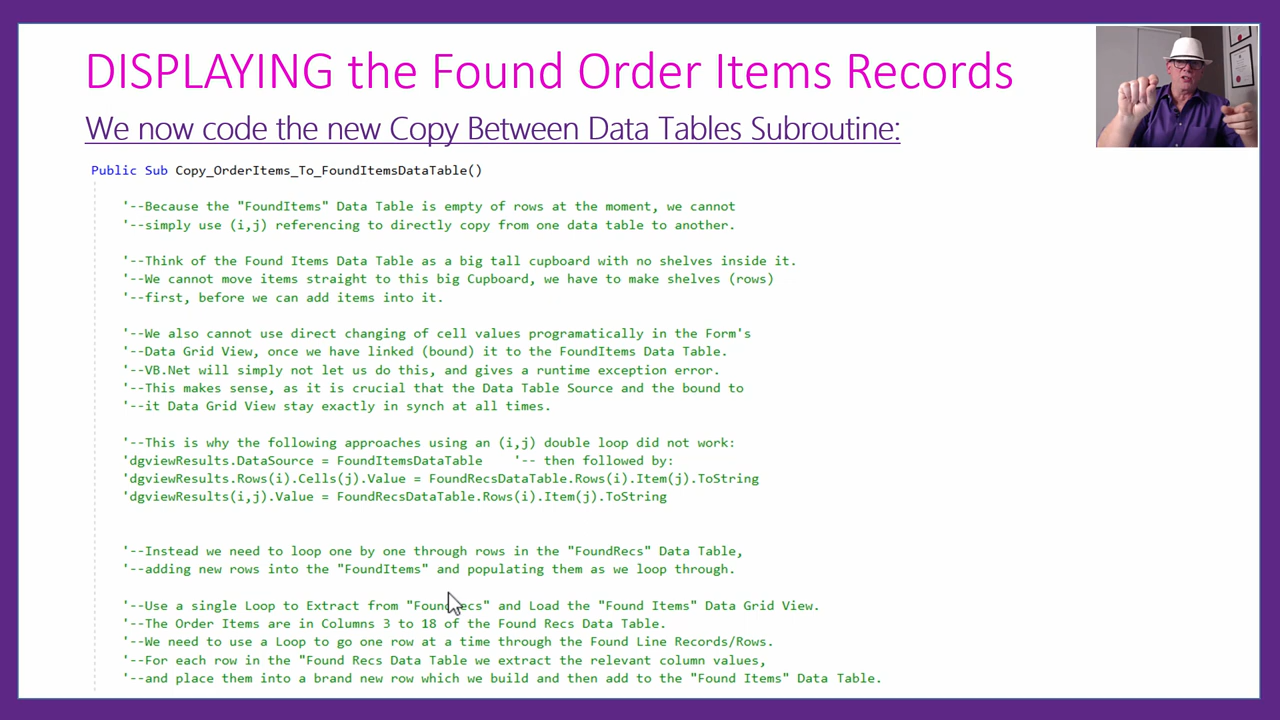 DISPLAYING the Found Order Items Records
We now code the new Copy Between Data Tables Subroutine:
Public Sub Copy_OrderItems_To_FoundItemsDataTable()
'--Because the "FoundItems" Data Table is empty of rows at the moment, we cannot
'--simply use (i,j) referencing to directly copy from one data table to another.
'--Think of the Found Items Data Table as a big tall cupboard with no shelves inside it.
'--We cannot move items straight to this big Cupboard, we have to make shelves (rows)
'--first, before we can add items into it.
'--We also cannot use direct changing of cell values programatically in the Form's
'--Data Grid View, once we have linked (bound) it to the FoundItems Data Table.
'--VB.Net will simply not let us do this, and gives a runtime exception error.
'--This makes sense, as it is crucial that the Data Table Source and the bound to
'--it Data Grid View stay exactly in synch at all times.
'--This is why the following approaches using an (i,j) double loop did not work:
'dgviewResults.DataSource = FoundItemsDataTable    '-- then followed by:
'dgviewResults.Rows(i).Cells(j).Value = FoundRecsDataTable.Rows(i).Item(j).ToString
'dgviewResults(i,j).Value = FoundRecsDataTable.Rows(i).Item(j).ToString
'--Instead we need to loop one by one through rows in the "FoundRecs" Data Table,
'--adding new rows into the "FoundItems" and populating them as we loop through.
'--Use a single Loop to Extract from "FoundRecs" and Load the "Found Items" Data Grid View.
'--The Order Items are in Columns 3 to 18 of the Found Recs Data Table.
'--We need to use a Loop to go one row at a time through the Found Line Records/Rows.
'--For each row in the "Found Recs Data Table we extract the relevant column values,
'--and place them into a brand new row which we build and then add to the "Found Items" Data Table.